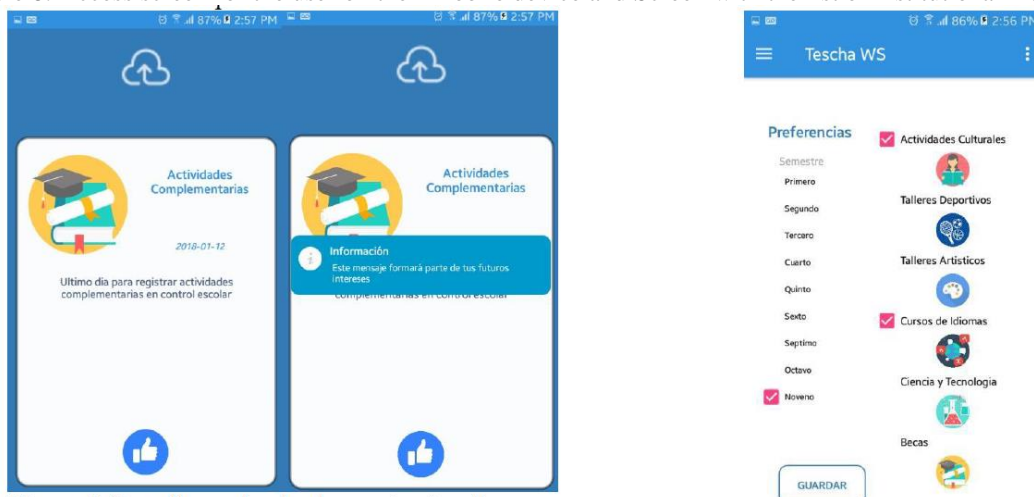 87% 2:57 PM
87% 2:57 PM
Actividades
Complementarias
2018-01-12
Ultimo dia para registrar actividades
complementarias en control escolar
Actividades
Complementarias
Información
Este mensaje formará parte de tus futuros
intereses
complementarias en control escolar
86% 2:56 PM
Tescha WS
Preferencias
Semestre
Primero
Segundo
Tercero
Cuarto
Quinto
Sexto
Septimo
Octavo
Noveno
GUARDAR
Actividades Culturales
Talleres Deportivos
Talleres Artisticos
Cursos de Idiomas
Ciencia y Tecnologia
Becas